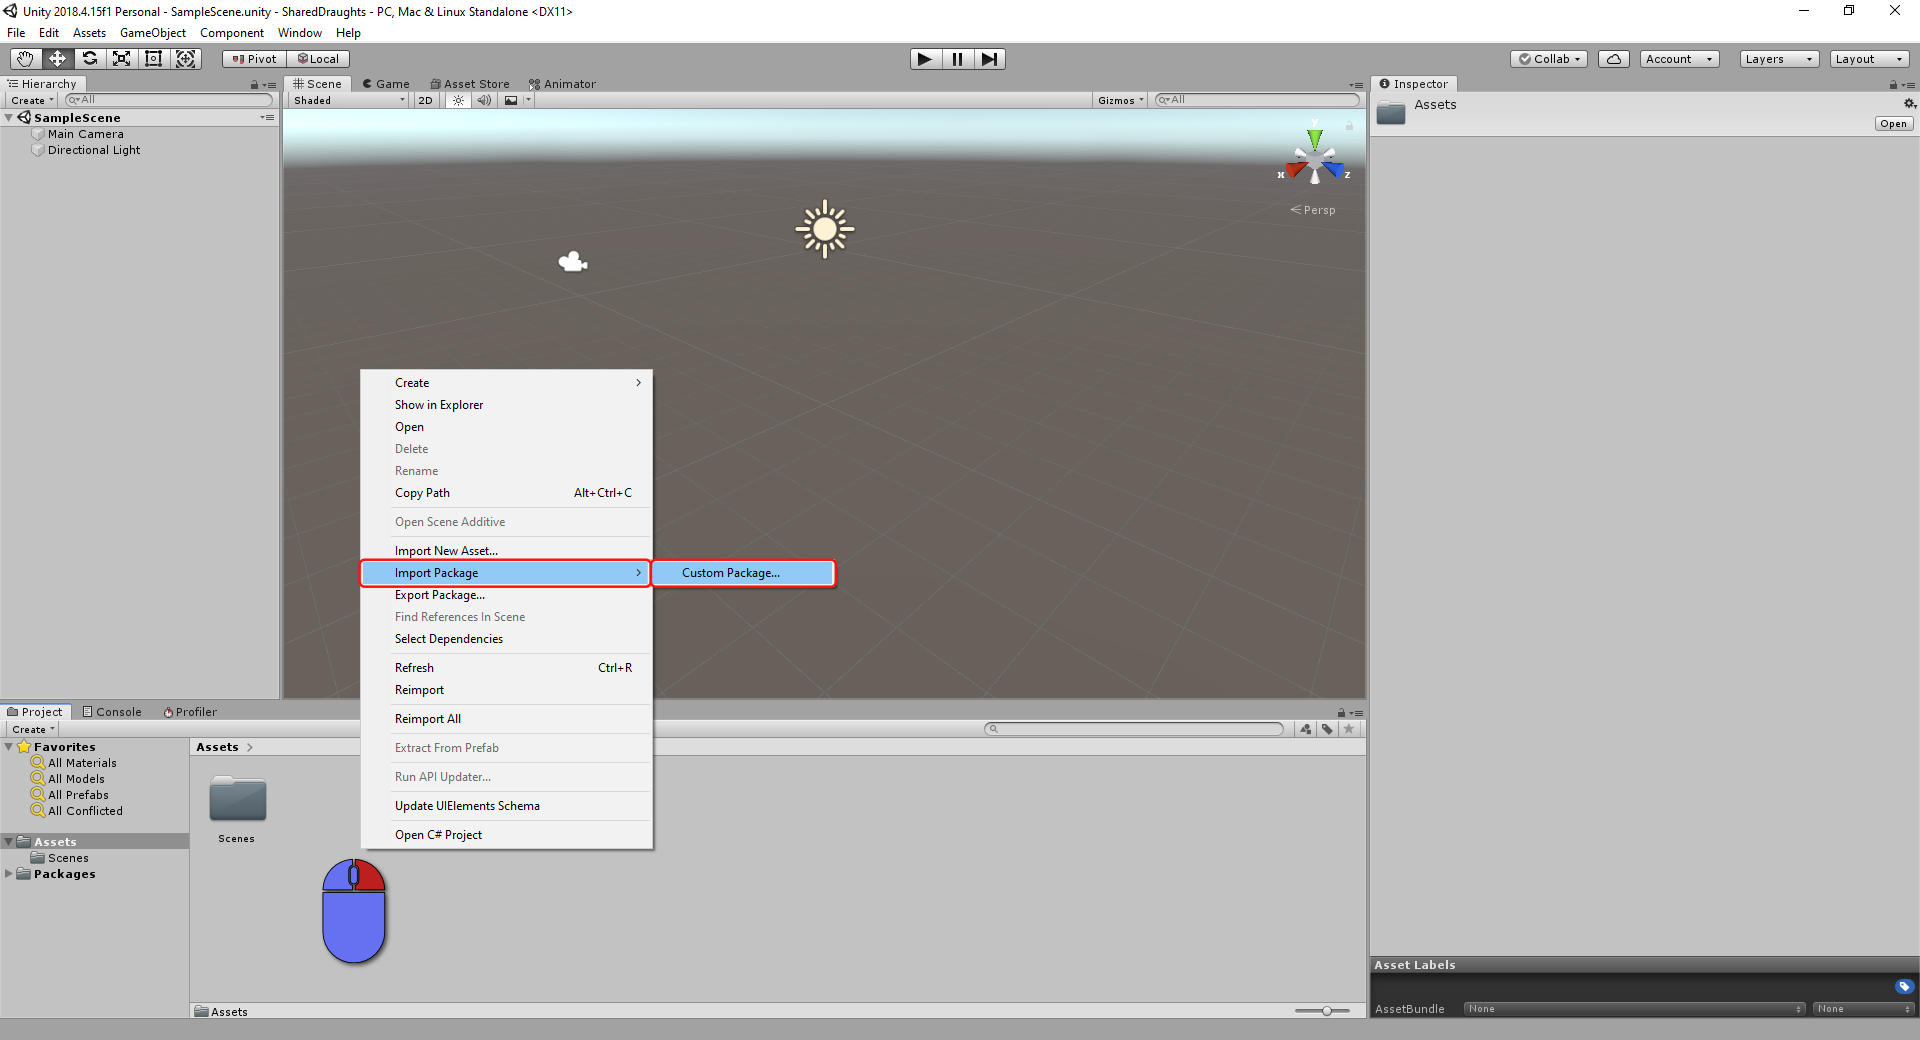 Unity 2018.4.15f1 Personal - SampleScene.unity - SharedDraughts - PC, Mac & Linux Standalone <DX11>
File Edit Assets GameObject Component Window Help
Pivot Local
Collab Account Layers Layout
Hierarchy
Create All
SampleScene
Main Camera
Directional Light
Scene Game Asset Store Animator
Shaded 2D Gizmos All
y
x z
Persp
Inspector
Assets
Open
Create
Show in Explorer
Open
Delete
Rename
Copy Path Alt+Ctrl+C
Open Scene Additive
Import New Asset...
Import Package Custom Package...
Export Package...
Find References In Scene
Select Dependencies
Refresh Ctrl+R
Reimport
Reimport All
Extract From Prefab
Run API Updater...
Update UIElements Schema
Open C# Project
Project Console Profiler
Create
Favorites
All Materials
All Models
All Prefabs
All Conflicted
Assets
Scenes
Packages
Assets
Scenes
Assets
Asset Labels
AssetBundle None None